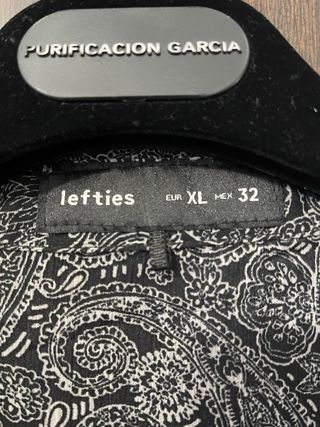 PURIFICACION GARCIA
lefties EUR XL MEX 32